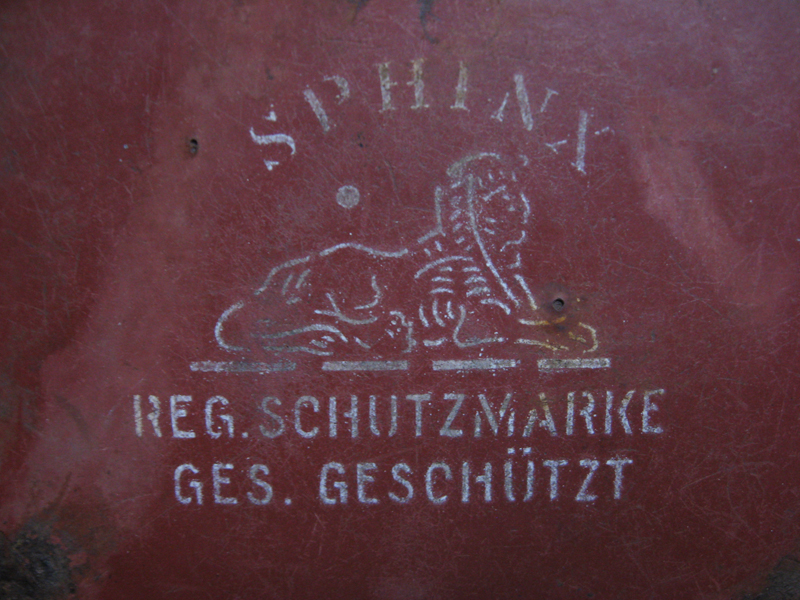 SPHINX
REG. SCHUTZMARKE
GES. GESCHÜTZT